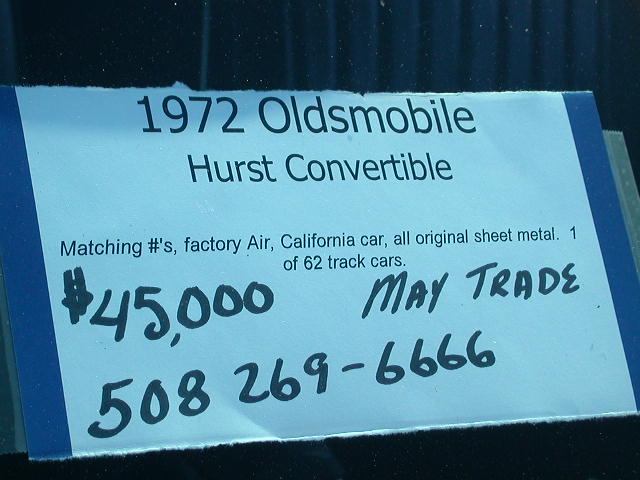 1972 Oldsmobile
Hurst Convertible
Matching #'s, factory Air, California car, all original sheet metal. 1
of 62 track cars.
$45,000 MAY TRADE
508 269-6666